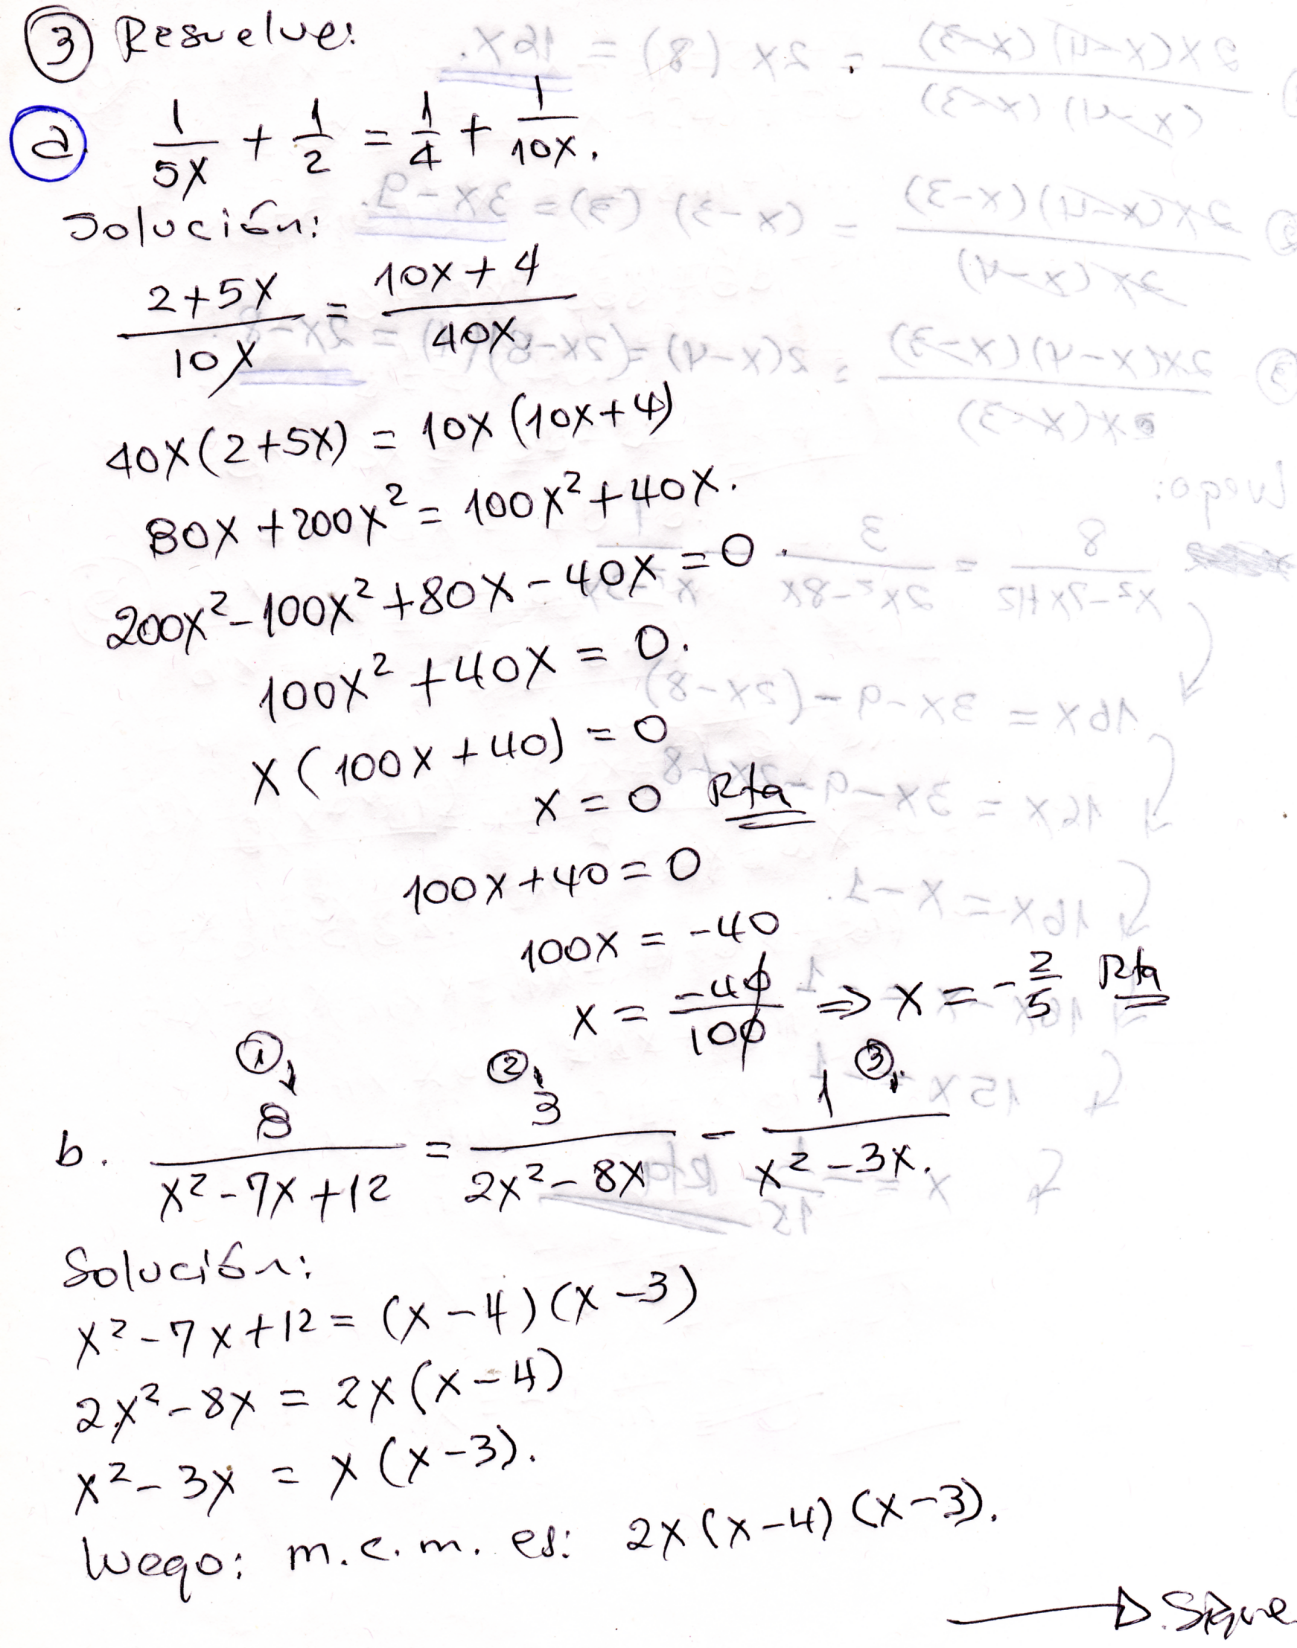 ③ Resuelve:
ⓐ 1/5x + 1/2 = 1/4 + 1/10x.
Solución:
(2+5x)/10x = (10x+4)/40x
40x(2+5x) = 10x(10x+4)
80x+200x² = 100x²+40x.
200x²-100x²+80x-40x=0.
100x²+40x=0.
x(100x+40)=0
x=0 Rta
100x+40=0
100x=-40
x = -40/100 ⇒ x = -2/5 Rta
① ② ③
b. 8/(x²-7x+12) = 3/(2x²-8x) - 1/(x²-3x).
Solución:
x²-7x+12 = (x-4)(x-3)
2x²-8x = 2x(x-4)
x²-3x = x(x-3).
luego: m.c.m. es: 2x(x-4)(x-3).
Sigue